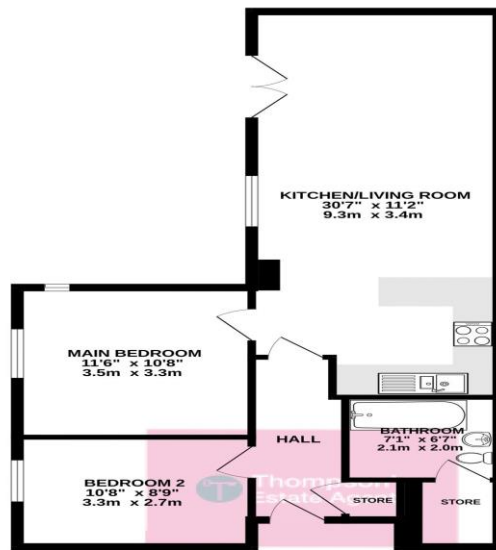 KITCHEN/LIVING ROOM
30'7" x 11'2"
9.3m x 3.4m
MAIN BEDROOM
11'6" x 10'8"
3.5m x 3.3m
BATHROOM
7'1" x 6'7"
2.1m x 2.0m
HALL
BEDROOM 2
10'8" x 8'9"
3.3m x 2.7m
Thompson
Estate Age
STORE
STORE